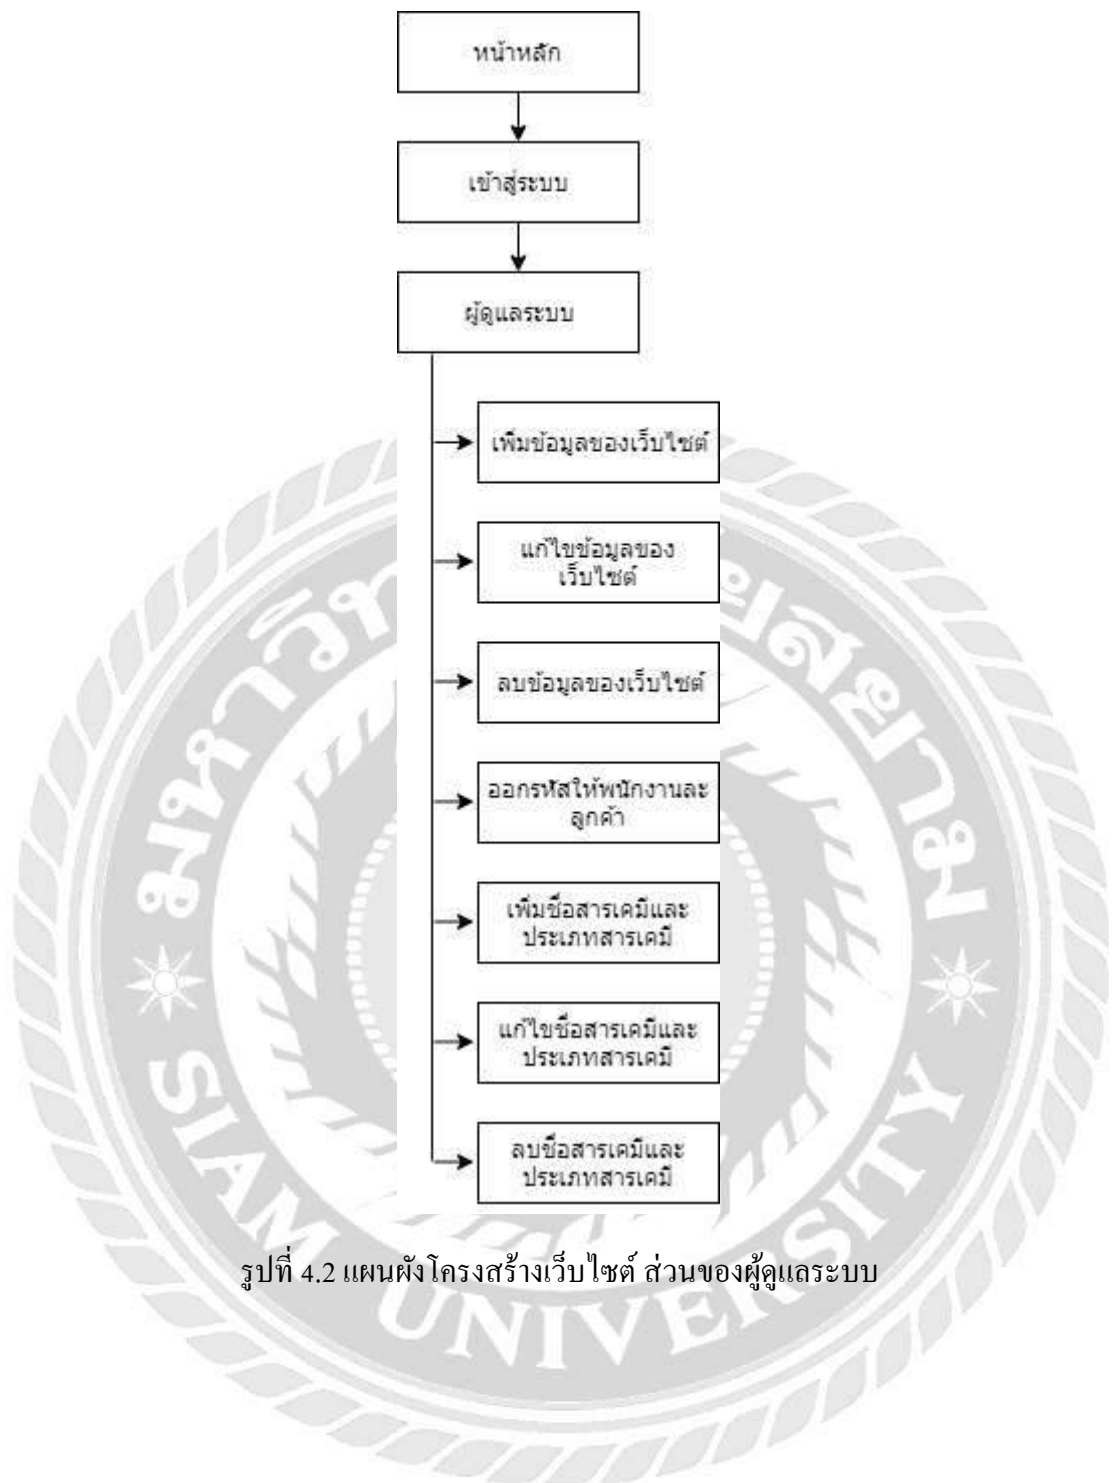 หน้าหลัก
เข้าสู่ระบบ
ผู้ดูแลระบบ
เพิ่มข้อมูลของเว็บไซต์
แก้ไขข้อมูลของ
เว็บไซต์
ลบข้อมูลของเว็บไซต์
ออกรหัสให้พนักงานละ
ลูกค้า
เพิ่มชื่อสารเคมีและ
ประเภทสารเคมี
แก้ไขชื่อสารเคมีและ
ประเภทสารเคมี
ลบชื่อสารเคมีและ
ประเภทสารเคมี
รูปที่ 4.2 แผนผังโครงสร้างเว็บไซต์ ส่วนของผู้ดูแลระบบ
SIAM UNIVERSITY